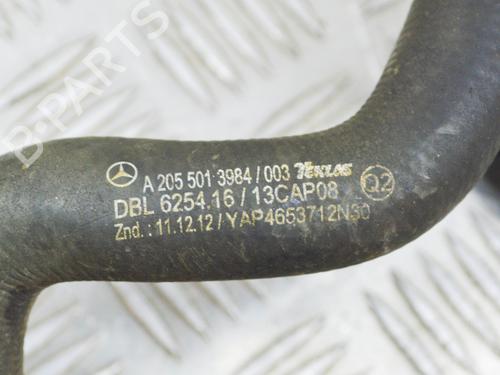 B-PARTS
A 205 501 3984 / 003 TEKLAS
DBL 6254.16 / 13CAP08 Q2
Znd. : 11.12.12 / YAP4653712N30